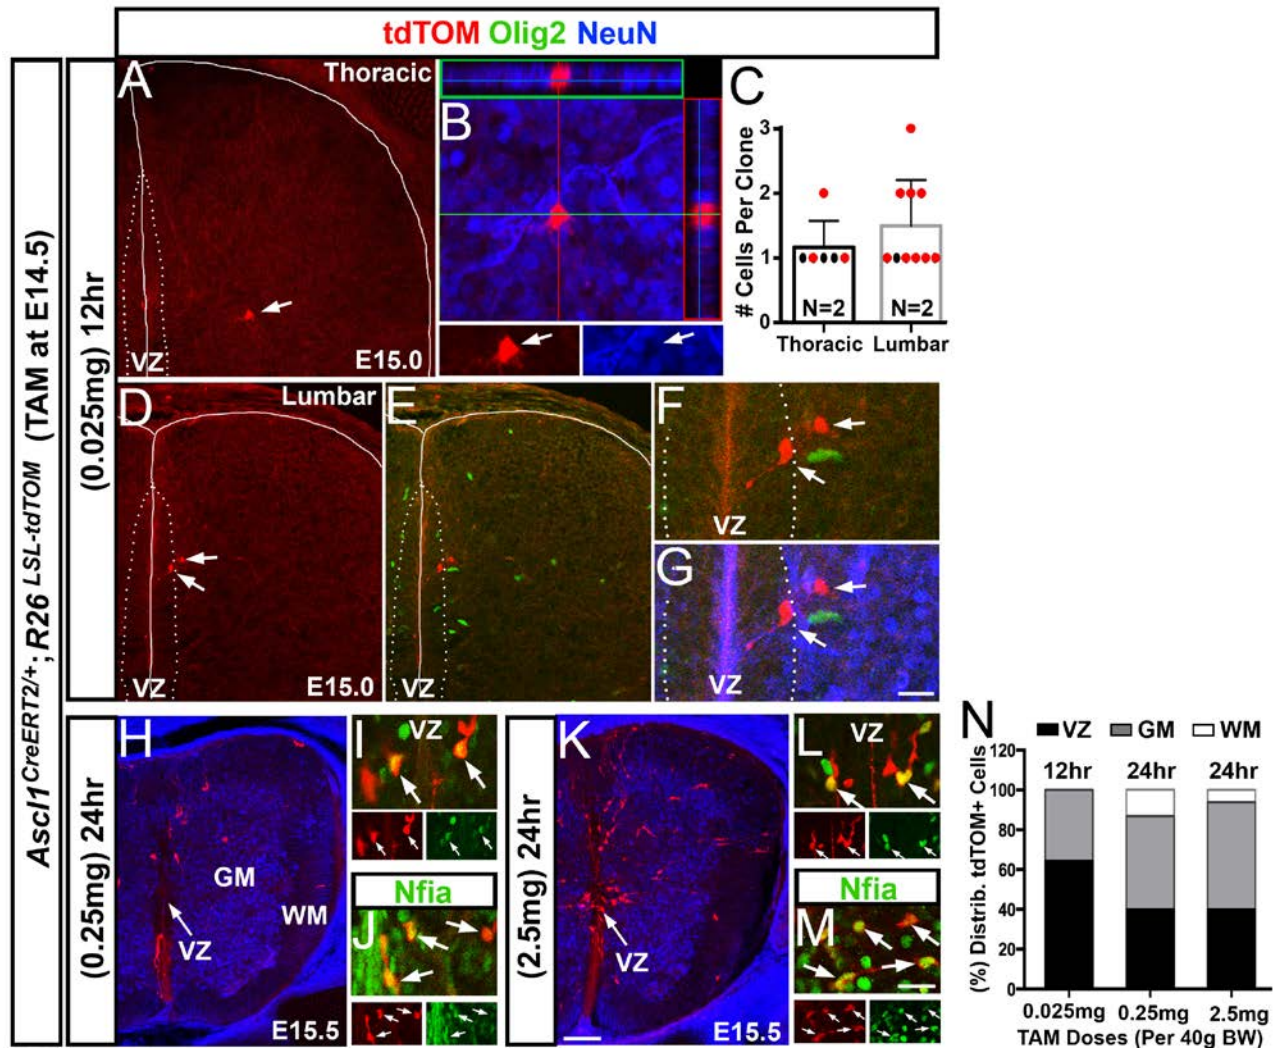 tdTOM Olig2 NeuN
Ascl1CreERT2/+; R26LSL-tdTOM (TAM at E14.5)
(0.025mg) 12hr
A
Thoracic
VZ
E15.0
B
C
# Cells Per Clone
3
2
1
0
N=2
N=2
Thoracic
Lumbar
D
Lumbar
VZ
E15.0
E
VZ
F
VZ
G
VZ
(0.25mg) 24hr
H
GM
WM
VZ
E15.5
I
VZ
Nfia
J
(2.5mg) 24hr
K
VZ
E15.5
L
VZ
Nfia
M
N
VZ GM WM
(%) Distrib. tdTOM+ Cells
120
100
80
60
40
20
0
12hr 24hr 24hr
0.025mg 0.25mg 2.5mg
TAM Doses (Per 40g BW)